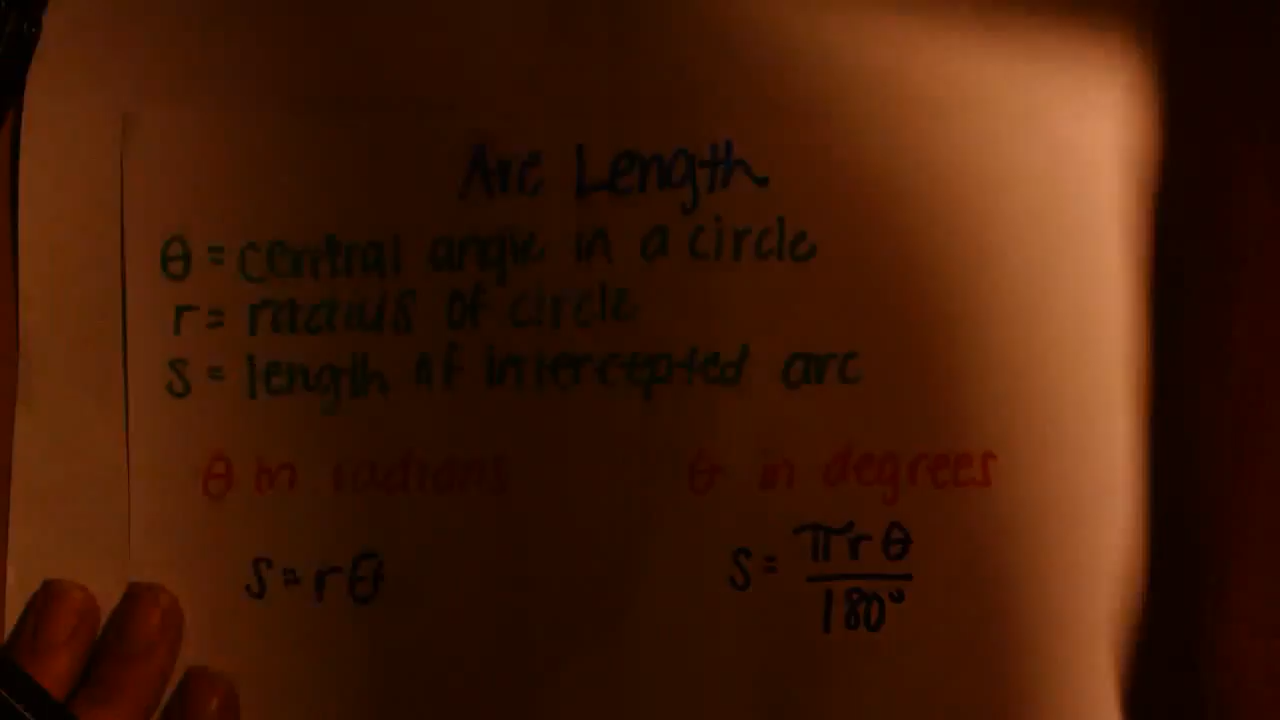 Arc Length
θ = central angle in a circle
r = radius of circle
s = length of intercepted arc
θ in radians
θ in degrees
s = rθ
s = πrθ / 180°